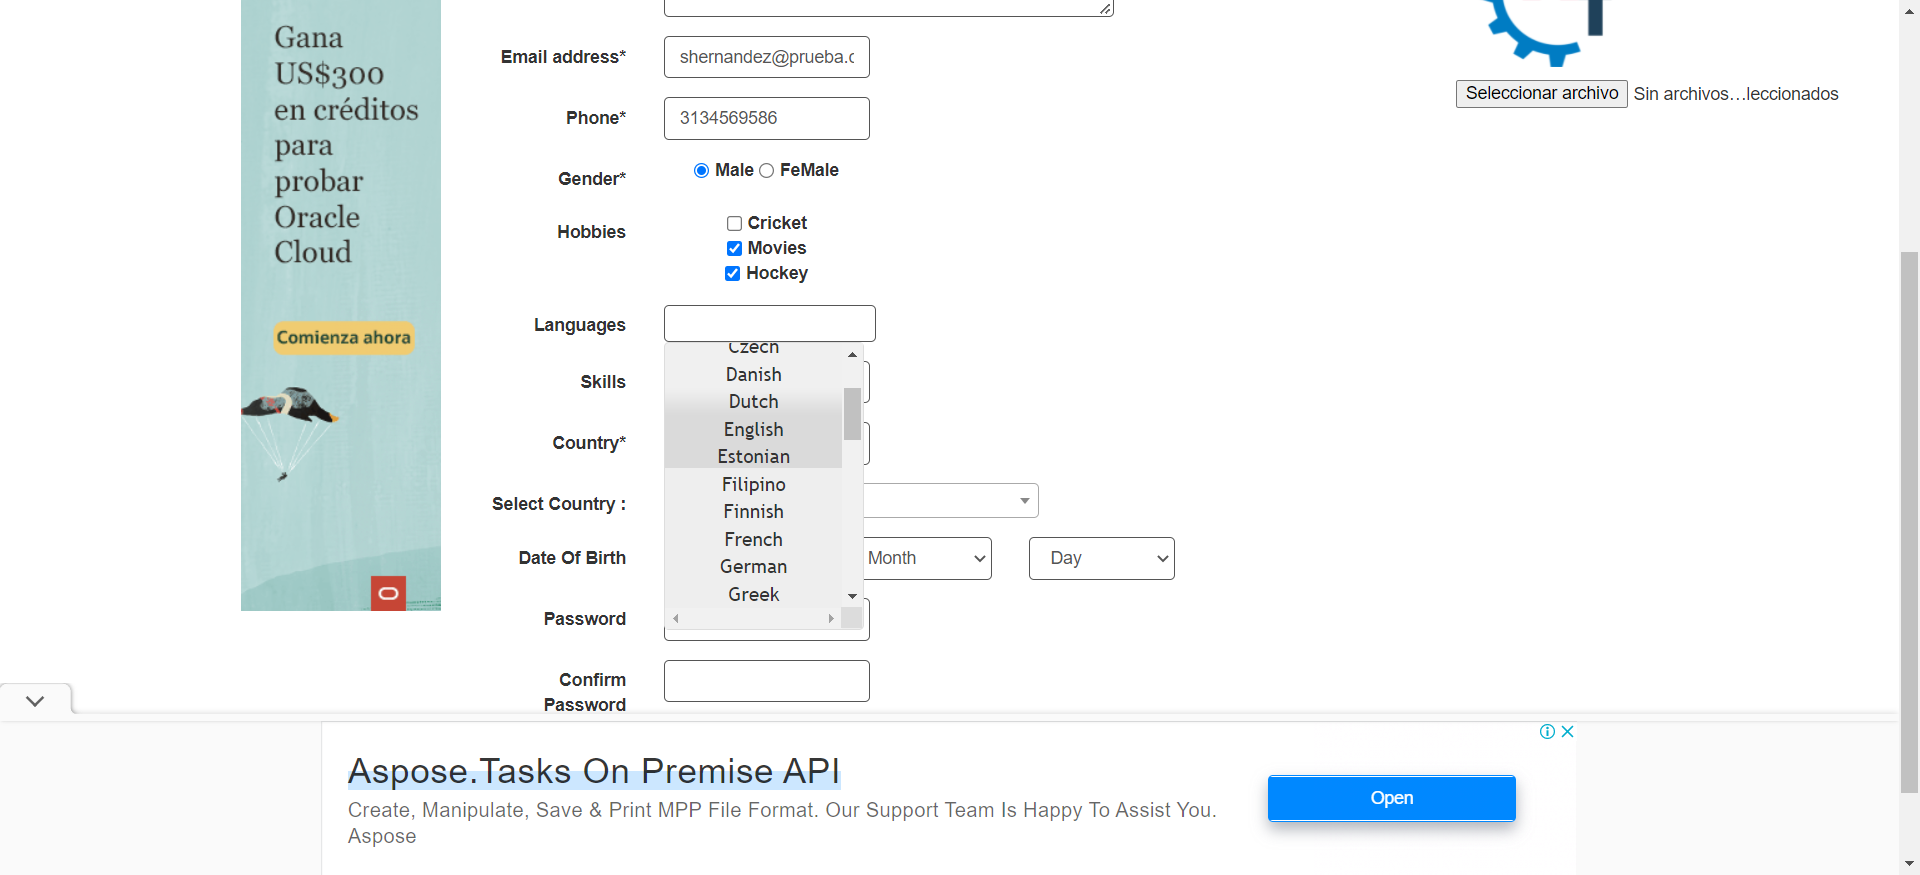 Gana
US$300
en créditos
para
probar
Oracle
Cloud
Comienza ahora
Email address*
shernandez@prueba.c
Phone*
3134569586
Gender*
Male FeMale
Hobbies
Cricket
Movies
Hockey
Languages
Czech
Danish
Dutch
English
Estonian
Filipino
Finnish
French
German
Greek
Skills
Country*
Select Country :
Date Of Birth
Month
Day
Password
Confirm
Password
Seleccionar archivo Sin archivos…leccionados
Aspose.Tasks On Premise API
Create, Manipulate, Save & Print MPP File Format. Our Support Team Is Happy To Assist You.
Aspose
Open